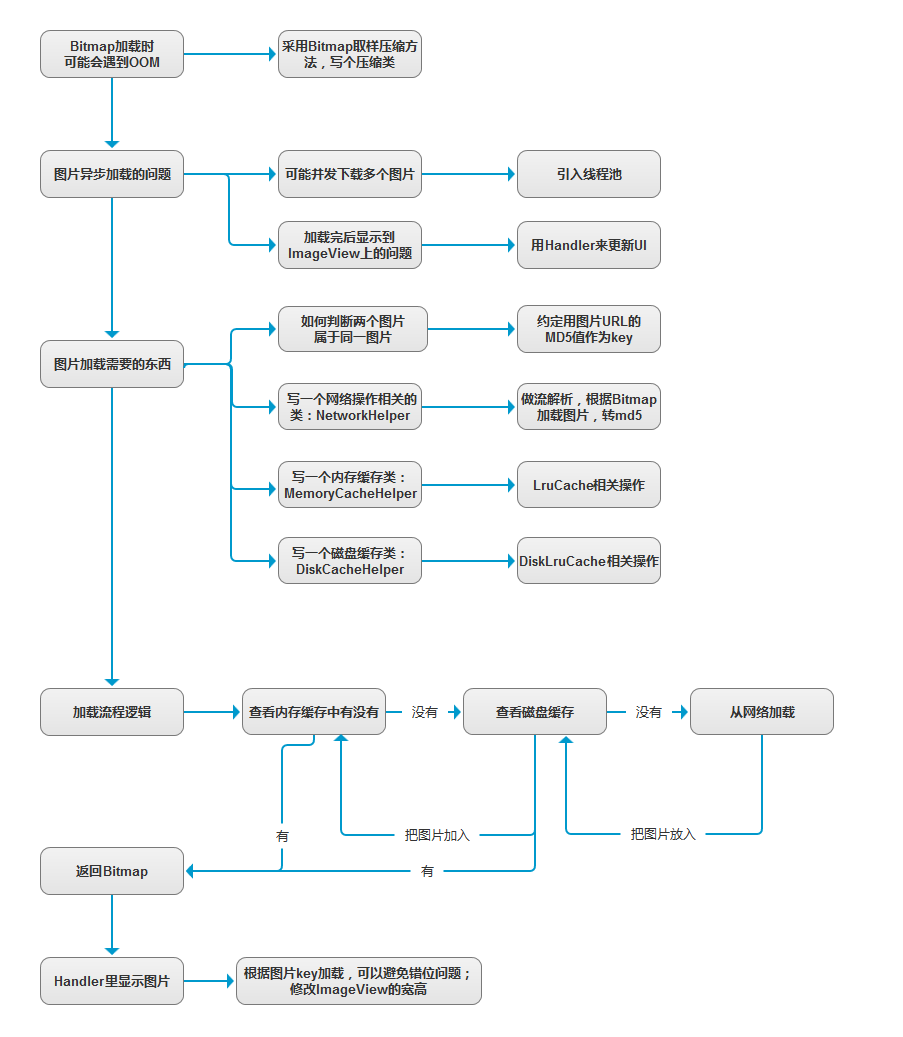 Bitmap加载时
可能会遇到OOM
采用Bitmap取样压缩方
法，写个压缩类
图片异步加载的问题
可能并发下载多个图片
引入线程池
加载完后显示到
ImageView上的问题
用Handler来更新UI
如何判断两个图片
属于同一图片
约定用图片URL的
MD5值作为key
图片加载需要的东西
写一个网络操作相关的
类：NetworkHelper
做流解析，根据Bitmap
加载图片，转md5
写一个内存缓存类：
MemoryCacheHelper
LruCache相关操作
写一个磁盘缓存类：
DiskCacheHelper
DiskLruCache相关操作
加载流程逻辑
查看内存缓存中有没有
没有
查看磁盘缓存
没有
从网络加载
有
把图片加入
把图片放入
返回Bitmap
有
Handler里显示图片
根据图片key加载，可以避免错位问题；
修改ImageView的宽高